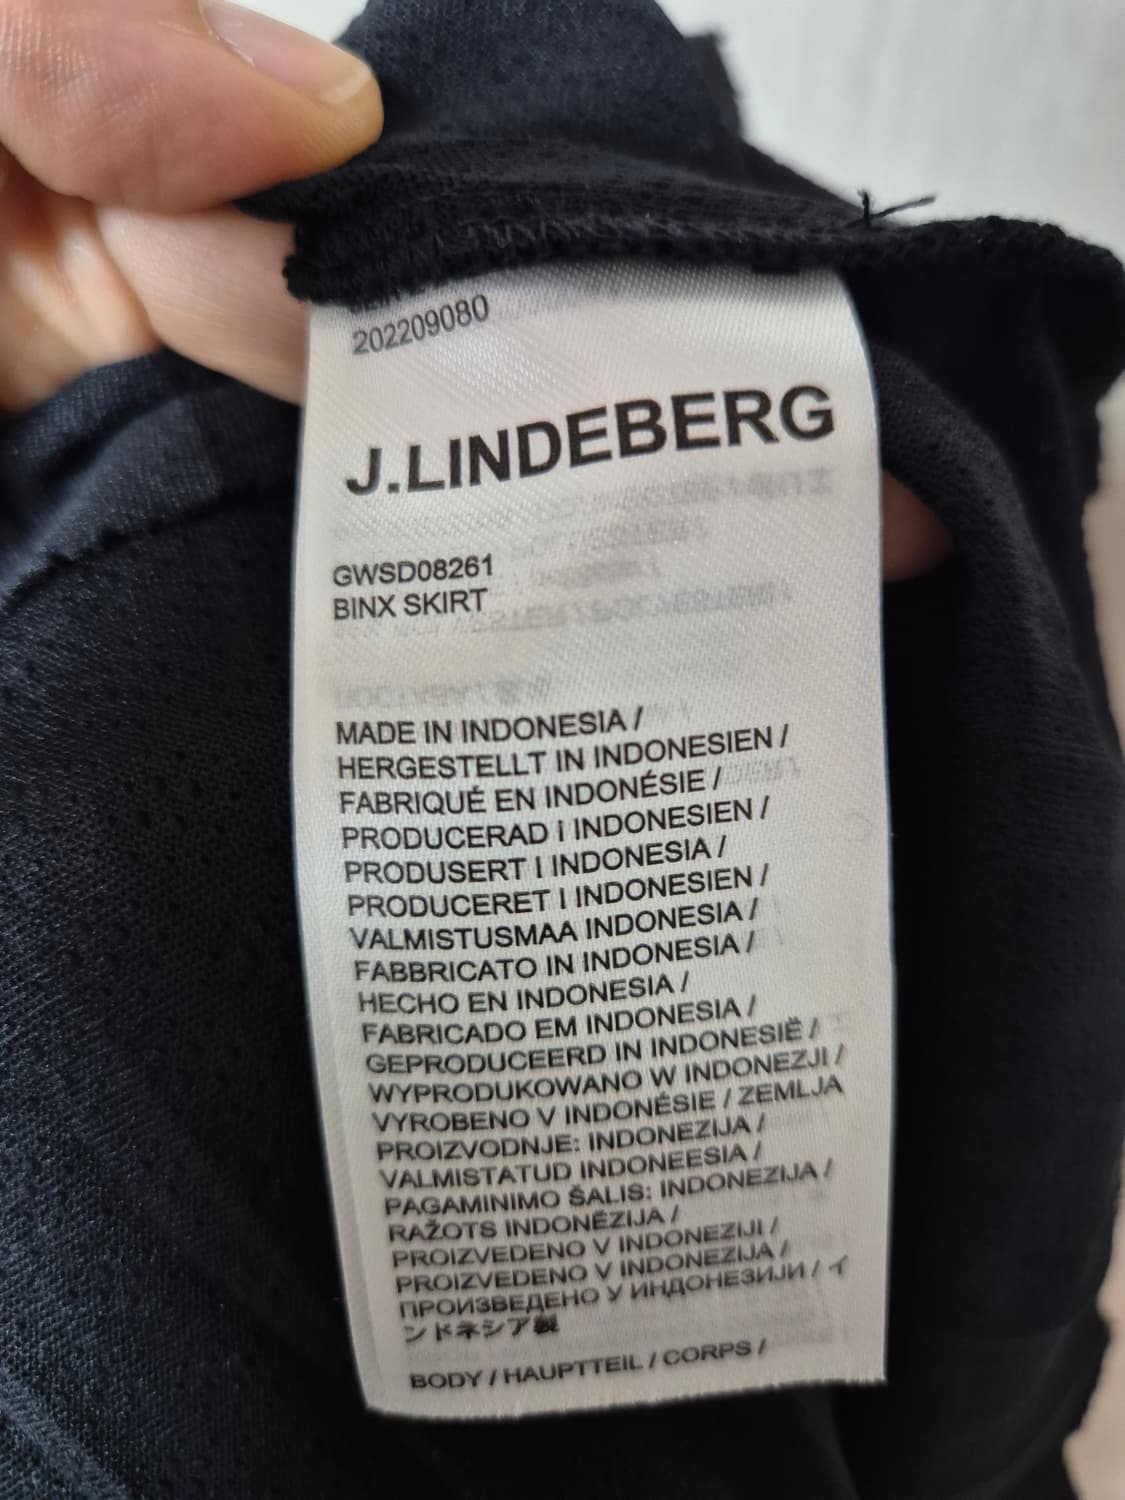 202209080
J.LINDEBERG
GWSD08261
BINX SKIRT
MADE IN INDONESIA /
HERGESTELLT IN INDONESIEN /
FABRIQUÉ EN INDONÉSIE /
PRODUCERAD i INDONESIEN /
PRODUSERT I INDONESIA /
PRODUCERET I INDONESIEN /
VALMISTUSMAA INDONESIA /
FABBRICATO IN INDONESIA /
HECHO EN INDONESIA /
FABRICADO EM INDONESIA /
GEPRODUCEERD IN INDONESIË /
WYPRODUKOWANO W INDONEZJI /
VYROBENO V INDONÉSIE / ZEMLJA
PROIZVODNJE: INDONEZIJA /
VALMISTATUD INDONEESIA /
PAGAMINIMO ŠALIS: INDONEZIJA /
RAŽOTS INDONĒZIJA /
PROIZVEDENO V INDONEZIJI /
PROIZVEDENO V INDONEZIJA /
ПРОИЗВЕДЕНО У ИНДОНЕЗИЈИ / イ
ンドネシア製
BODY / HAUPTTEIL / CORPS /